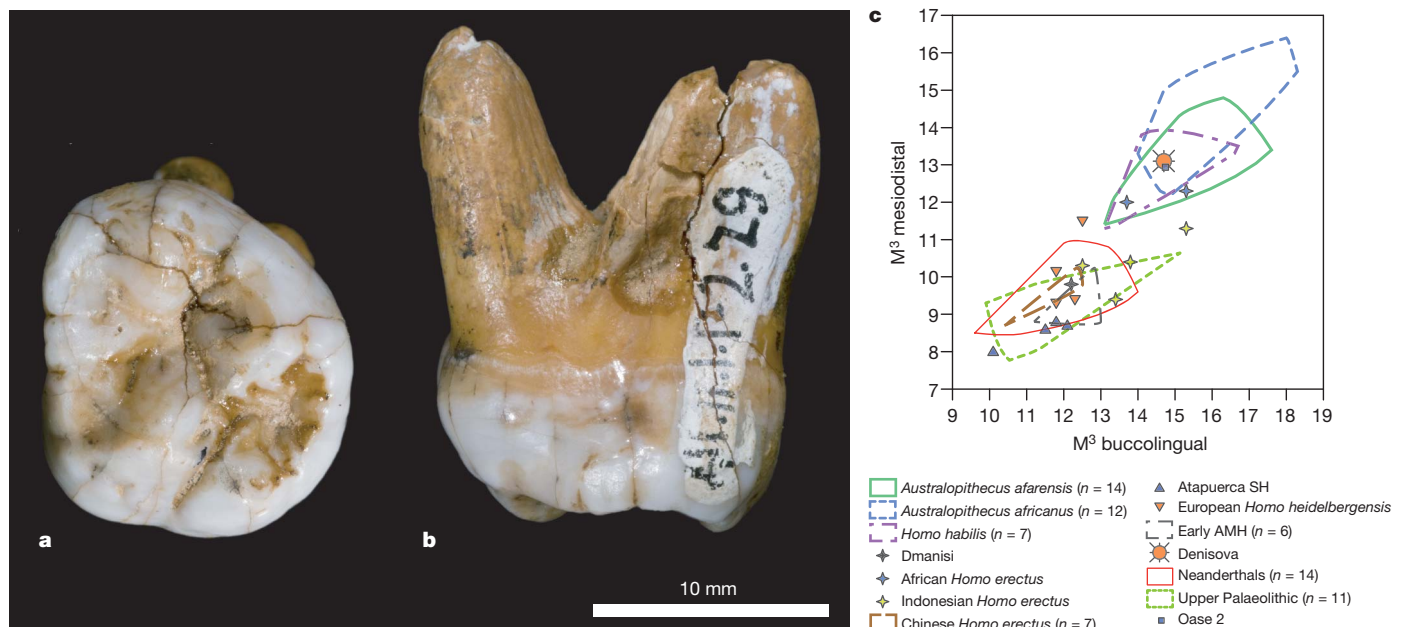 a
b
10 mm
c
17
16
15
14
13
12
11
10
9
8
7
M³ mesiodistal
9 10 11 12 13 14 15 16 17 18 19
M³ buccolingual
Australopithecus afarensis (n = 14)
Australopithecus africanus (n = 12)
Homo habilis (n = 7)
Dmanisi
African Homo erectus
Indonesian Homo erectus
Chinese Homo erectus (n = 7)
Atapuerca SH
European Homo heidelbergensis
Early AMH (n = 6)
Denisova
Neanderthals (n = 14)
Upper Palaeolithic (n = 11)
Oase 2